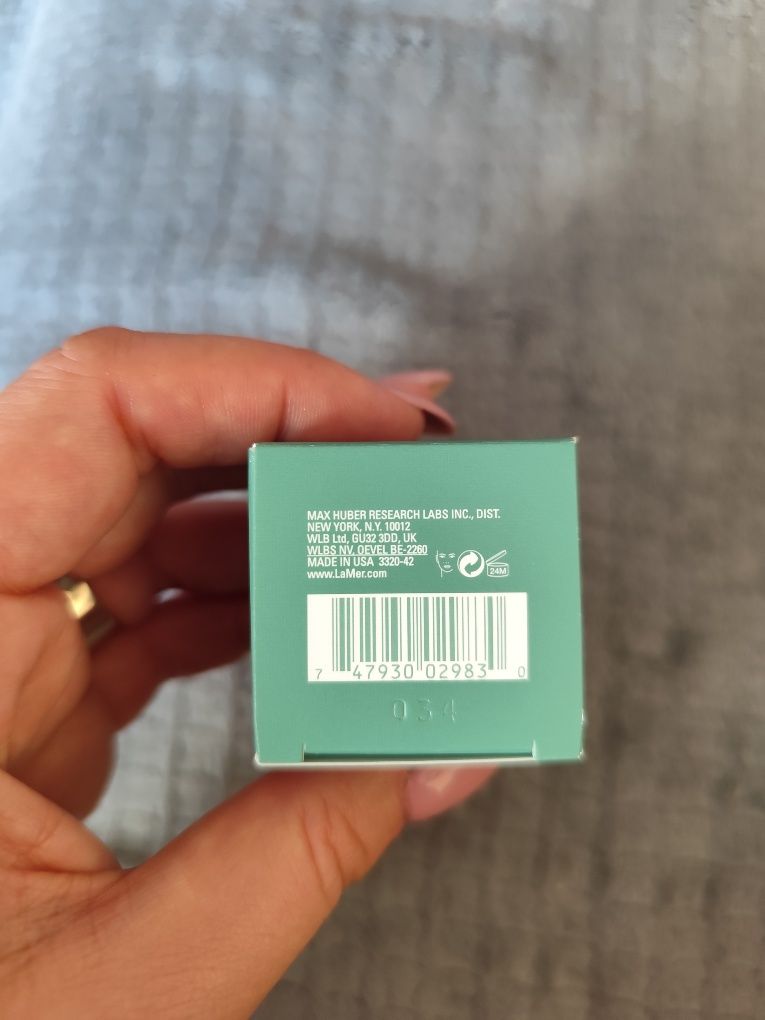 MAX HUBER RESEARCH LABS INC., DIST.
NEW YORK, N.Y. 10012
WLB Ltd, GU32 3DD, UK
WLBS NV, OEVEL BE-2260
MADE IN USA 3320-42
www.LaMer.com
24M
7 47930 02983 0
034